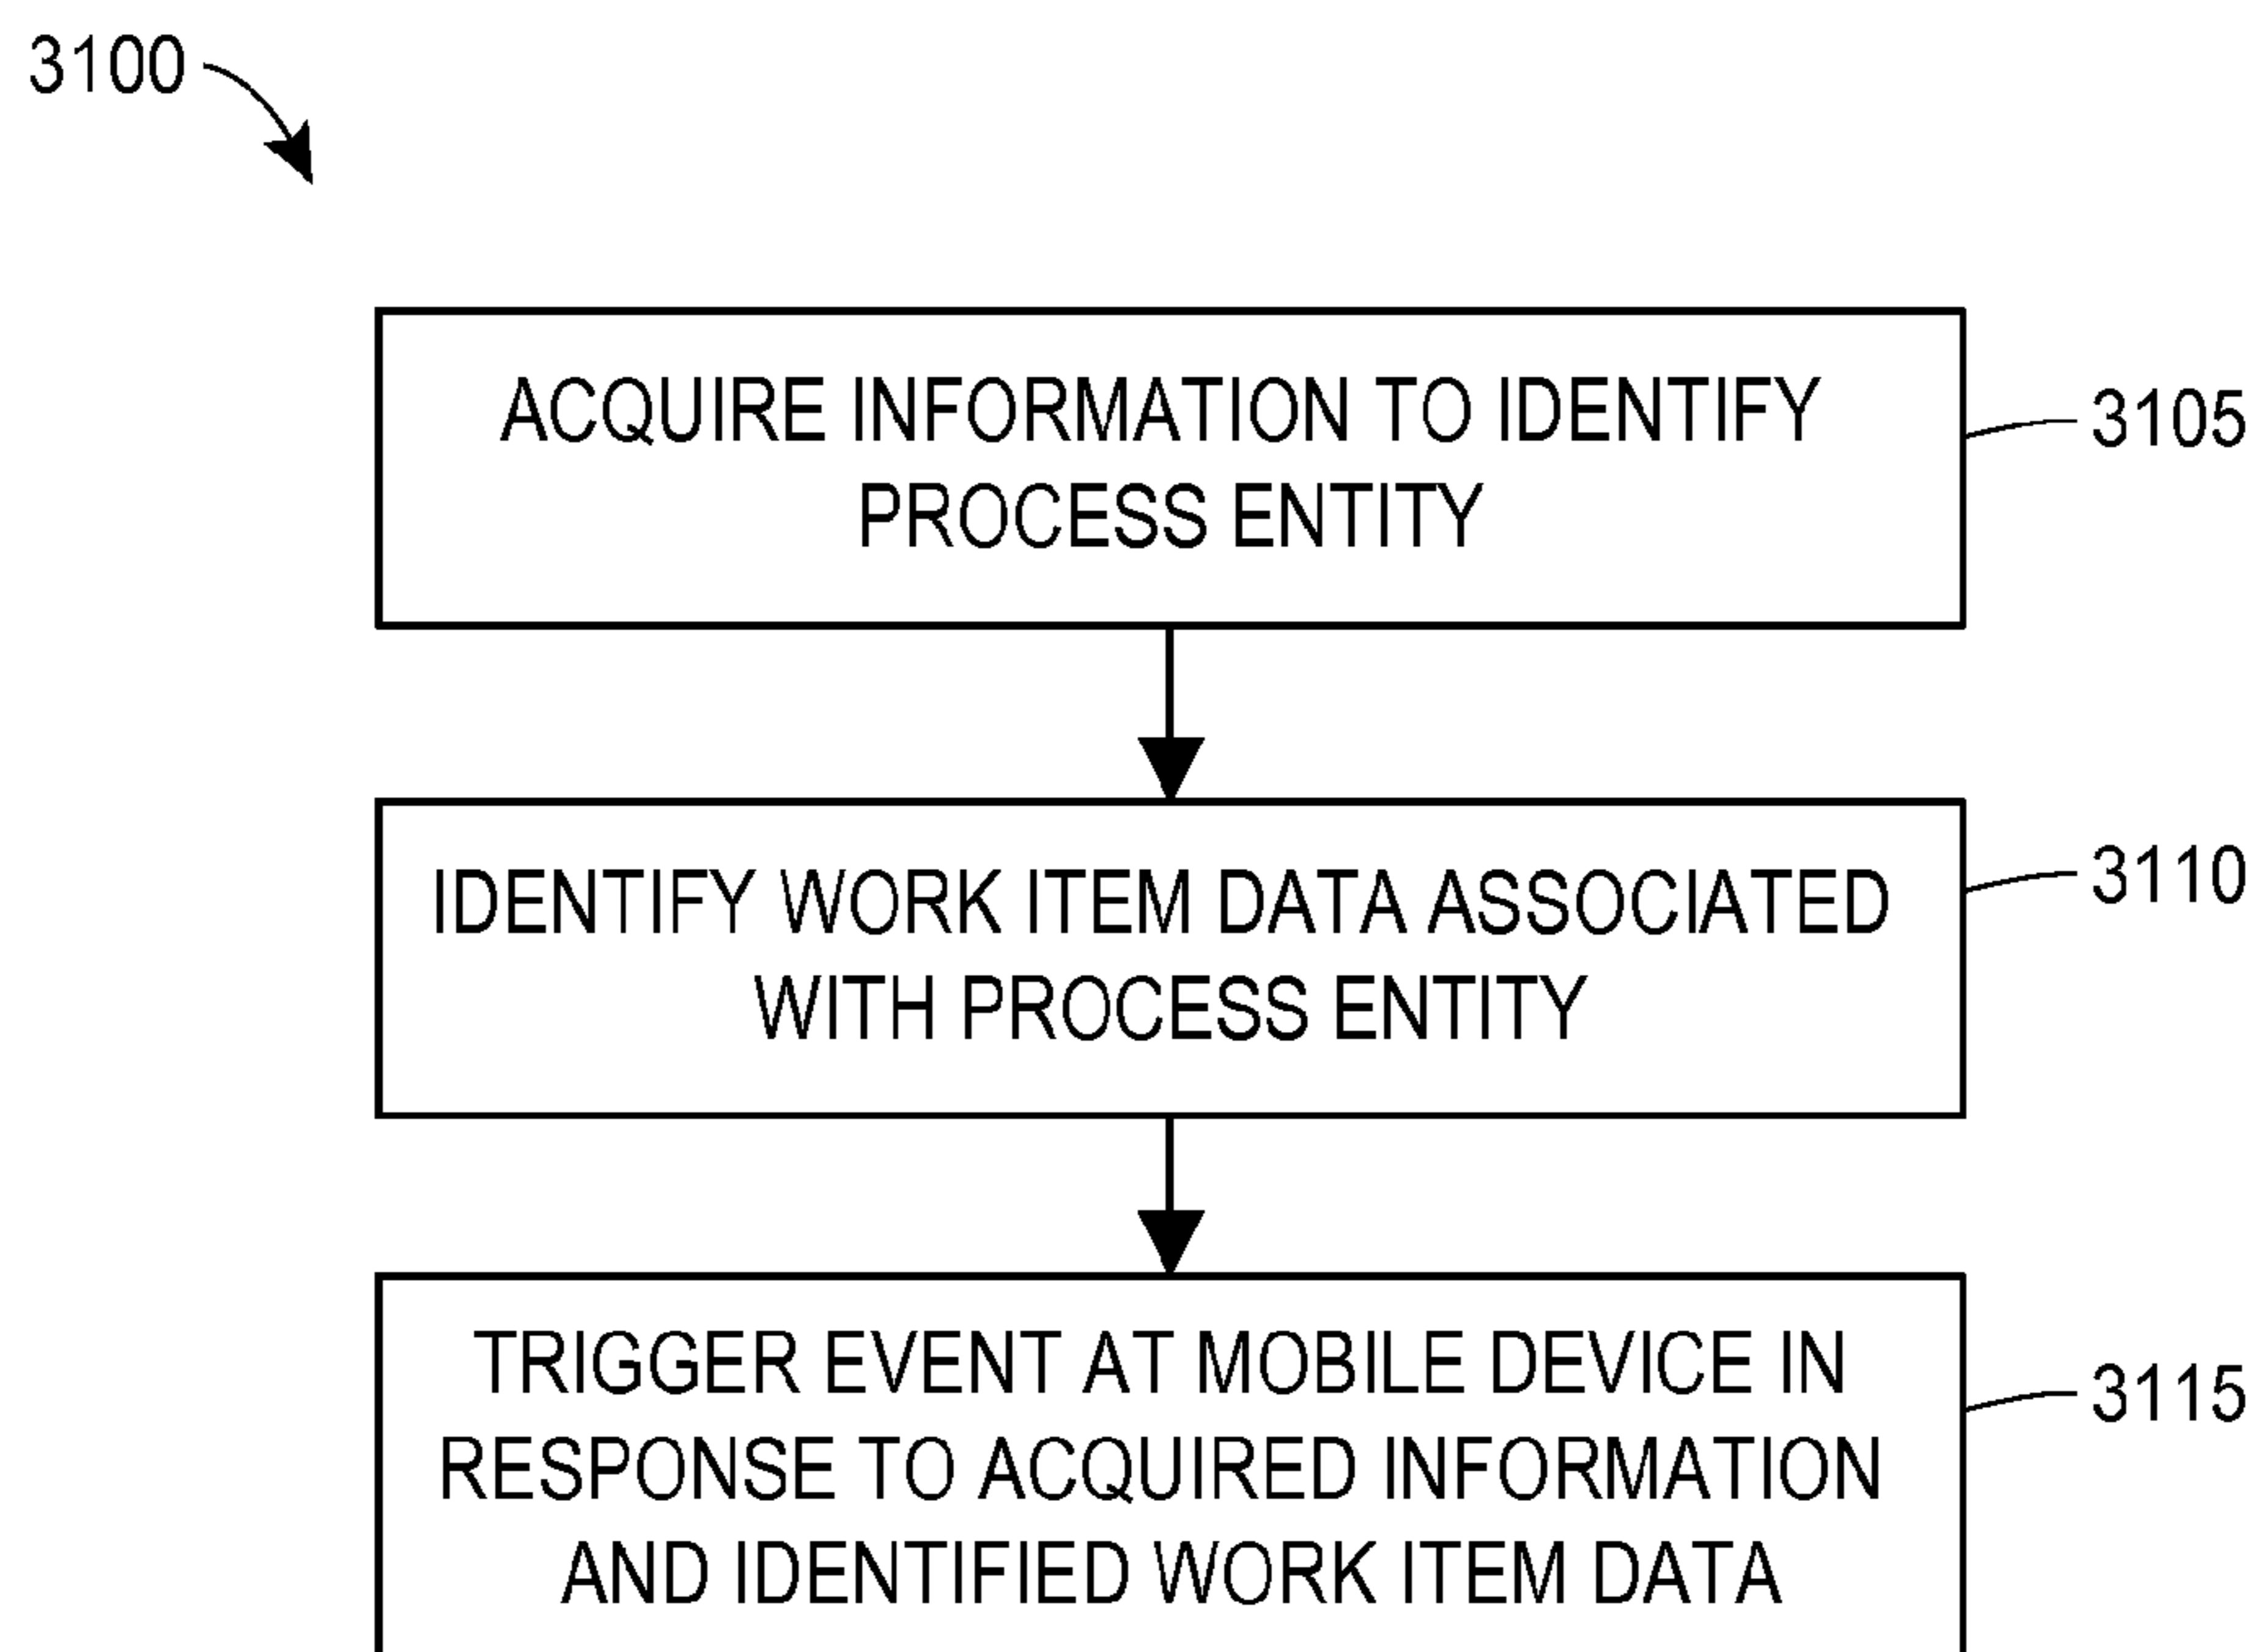 3100
ACQUIRE INFORMATION TO IDENTIFY
PROCESS ENTITY
3105
IDENTIFY WORK ITEM DATA ASSOCIATED
WITH PROCESS ENTITY
3110
TRIGGER EVENT AT MOBILE DEVICE IN
RESPONSE TO ACQUIRED INFORMATION
AND IDENTIFIED WORK ITEM DATA
3115